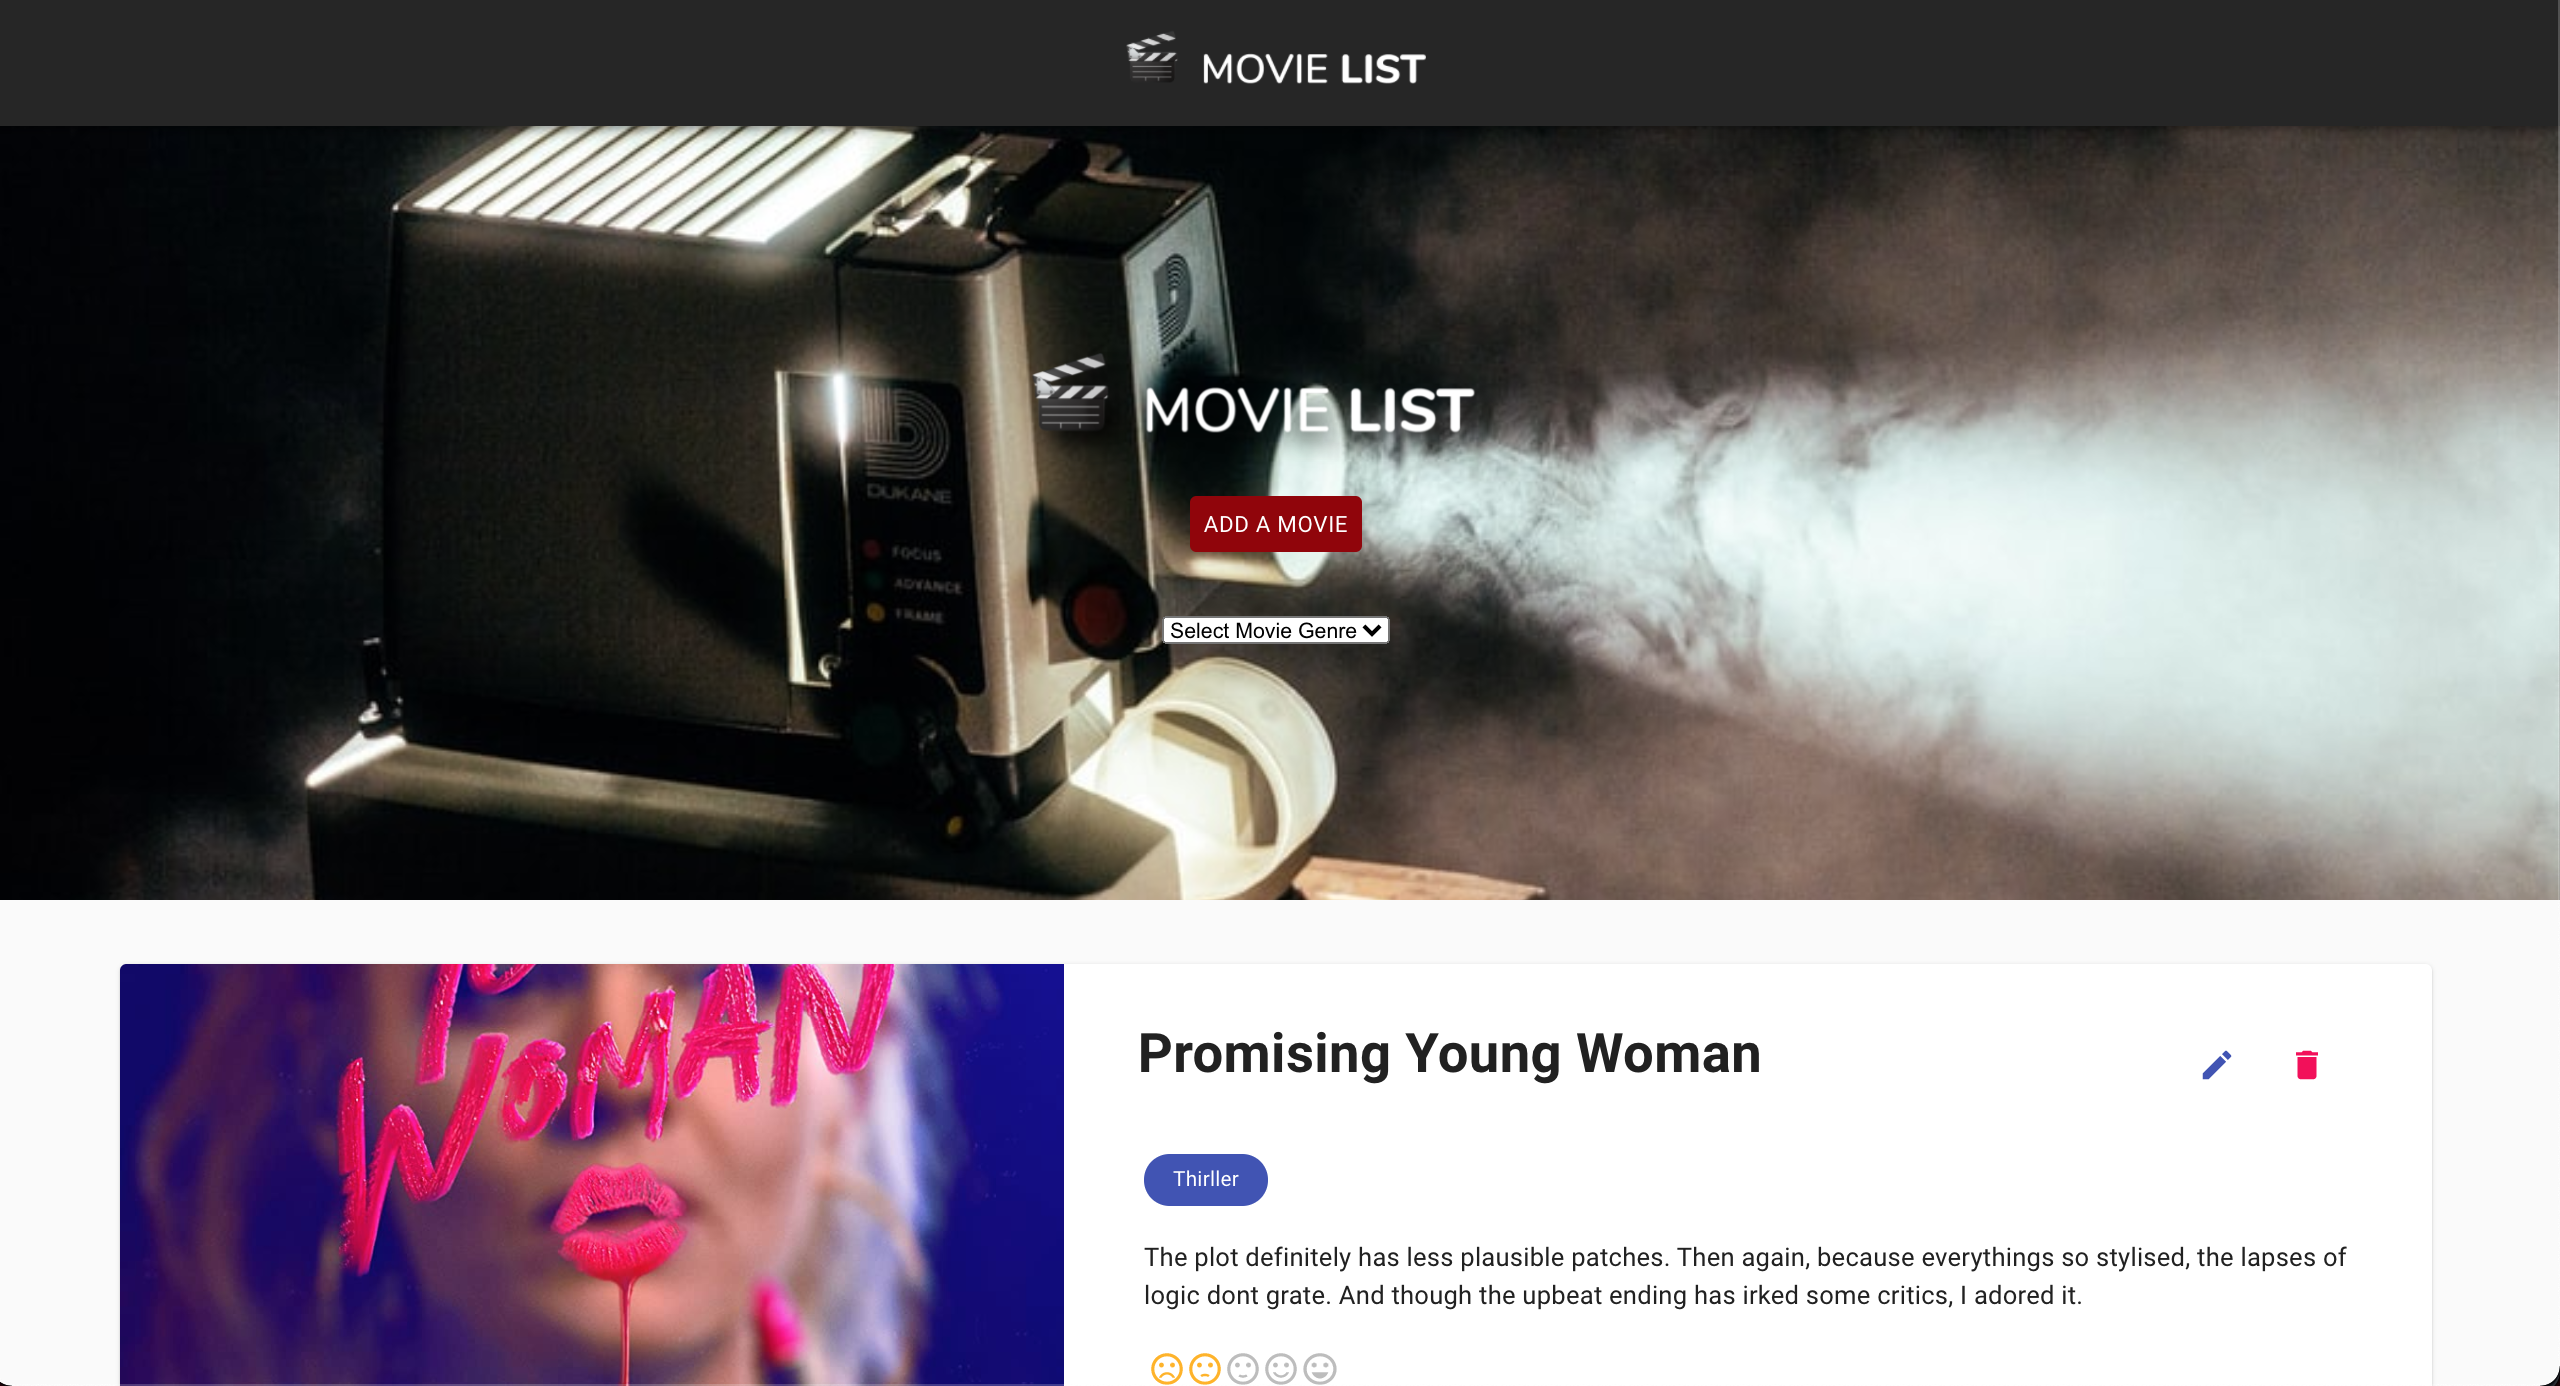 MOVIE LIST
MOVIE LIST
DUKANE
DUKANE
FOCUS
ADVANCE
FRAME
ADD A MOVIE
Select Movie Genre
WOMAN
Promising Young Woman
Thirller
The plot definitely has less plausible patches. Then again, because everythings so stylised, the lapses of
logic dont grate. And though the upbeat ending has irked some critics, I adored it.